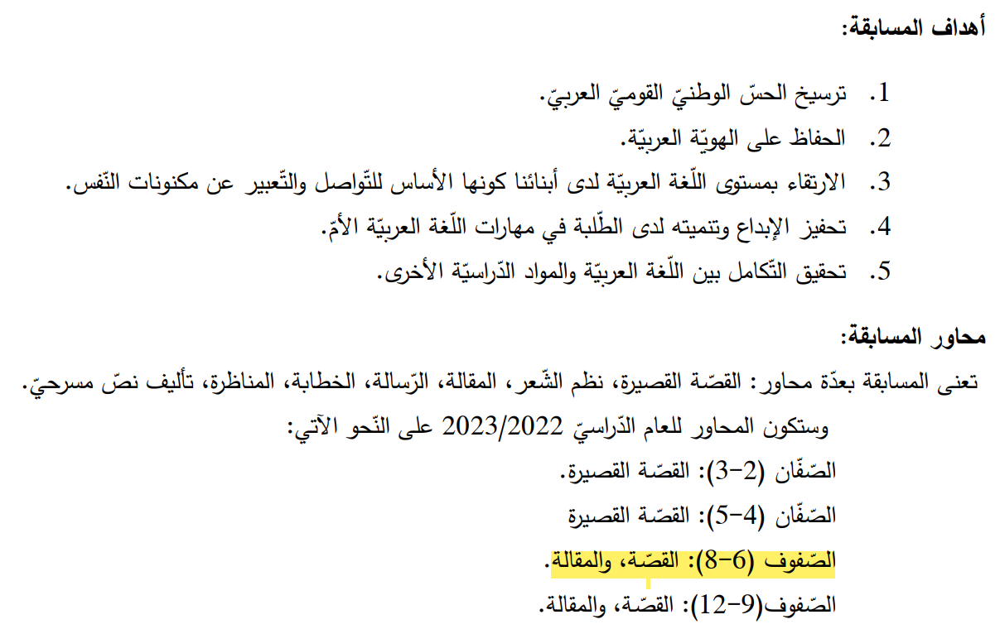 أهداف المسابقة:
1. ترسيخ الحسّ الوطنيّ القوميّ العربيّ.
2. الحفاظ على الهويّة العربيّة.
3. الارتقاء بمستوى اللّغة العربيّة لدى أبنائنا كونها الأساس للتّواصل والتّعبير عن مكنونات النّفس.
4. تحفيز الإبداع وتنميته لدى الطّلبة في مهارات اللّغة العربيّة الأمّ.
5. تحقيق التّكامل بين اللّغة العربيّة والمواد الدّراسيّة الأخرى.
محاور المسابقة:
تعنى المسابقة بعدّة محاور: القصّة القصيرة، نظم الشّعر، المقالة، الرّسالة، الخطابة، المناظرة، تأليف نصّ مسرحيّ.
وستكون المحاور للعام الدّراسيّ 2023/2022 على النّحو الآتي:
الصّفّان (2-3): القصّة القصيرة.
الصّفّان (4-5): القصّة القصيرة
الصّفوف (6-8): القصّة، والمقالة.
الصّفوف(9-12): القصّة، والمقالة.